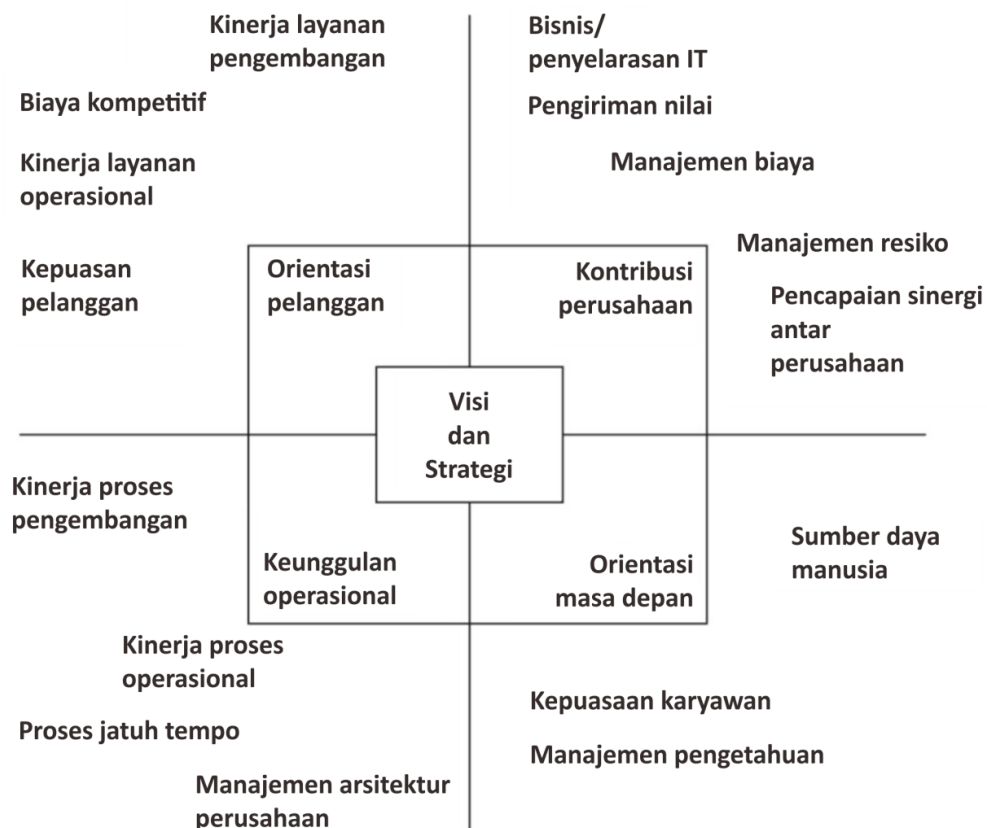 Kinerja layanan
pengembangan
Biaya kompetitif
Kinerja layanan
operasional
Kepuasan
pelanggan
Orientasi
pelanggan
Bisnis/
penyelarasan IT
Pengiriman nilai
Manajemen biaya
Manajemen resiko
Pencapaian sinergi
antar
perusahaan
Kontribusi
perusahaan
Visi
dan
Strategi
Kinerja proses
pengembangan
Keunggulan
operasional
Kinerja proses
operasional
Proses jatuh tempo
Manajemen arsitektur
perusahaan
Orientasi
masa depan
Sumber daya
manusia
Kepuasaan karyawan
Manajemen pengetahuan